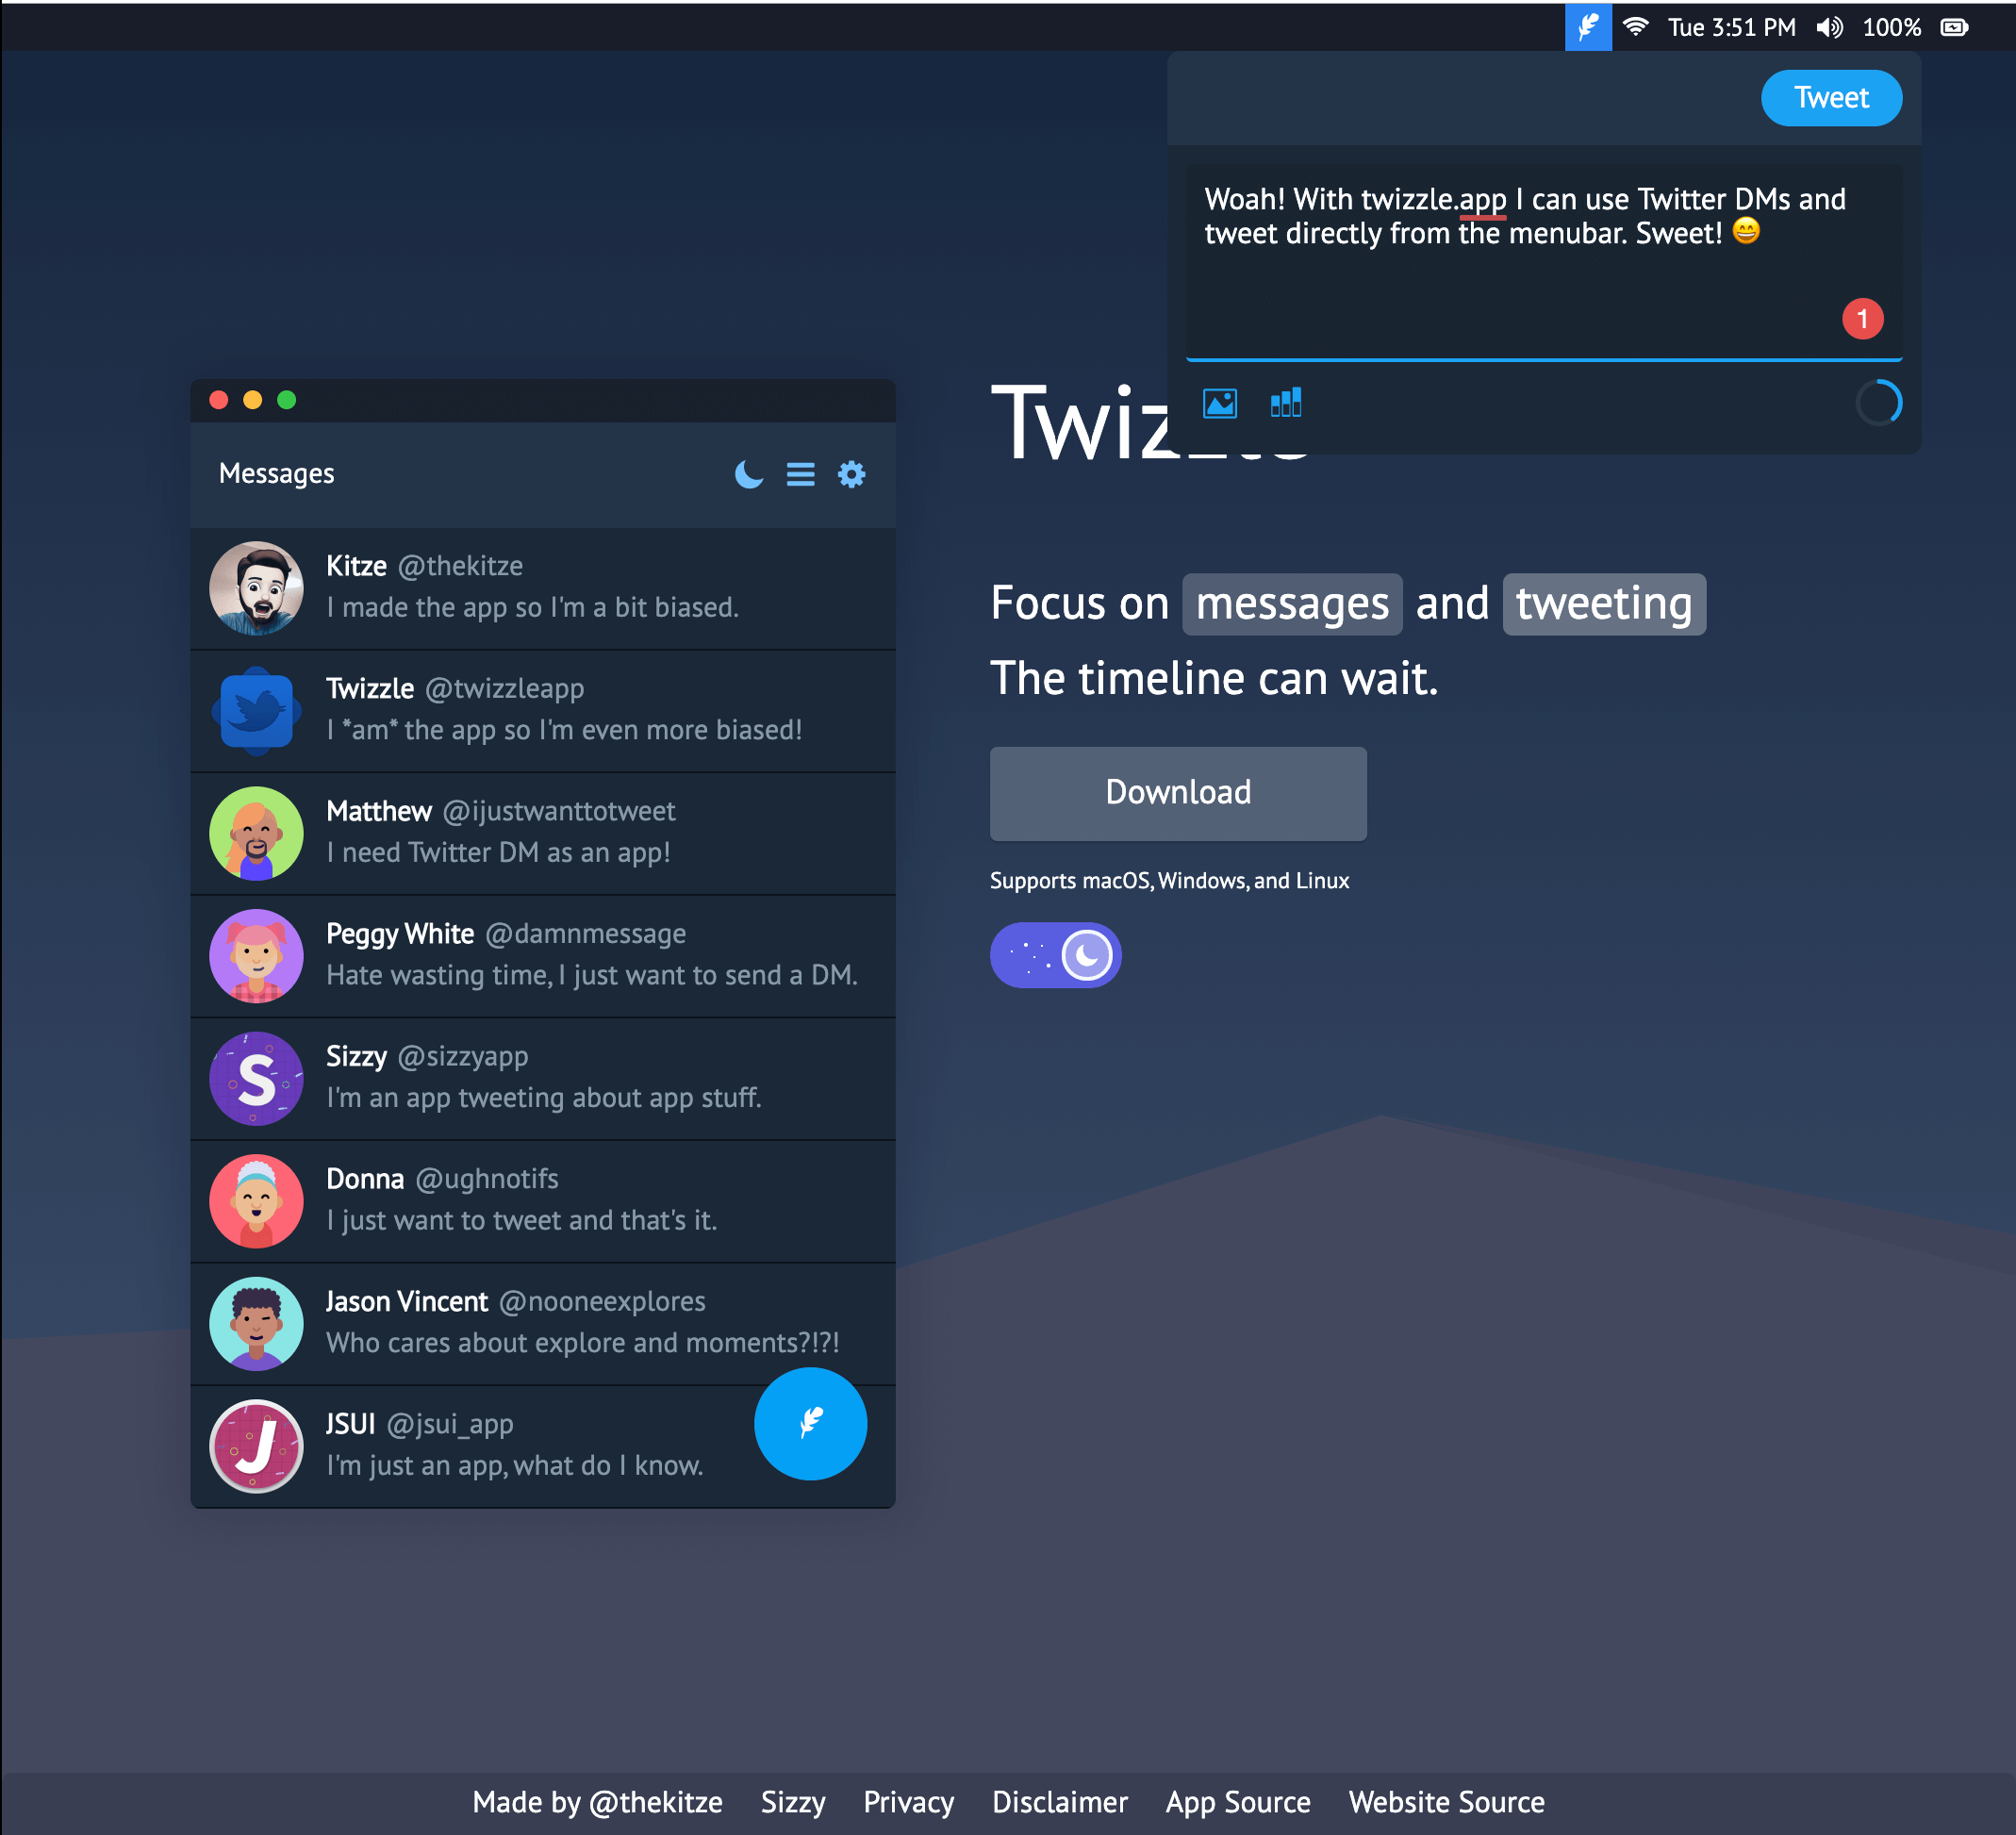 Tue 3:51 PM 100%
Tweet
Woah! With twizzle.app I can use Twitter DMs and
tweet directly from the menubar. Sweet! 😄
1
Messages
Kitze @thekitze
I made the app so I'm a bit biased.
Twizzle @twizzleapp
I *am* the app so I'm even more biased!
Matthew @ijustwanttotweet
I need Twitter DM as an app!
Peggy White @damnmessage
Hate wasting time, I just want to send a DM.
S
Sizzy @sizzyapp
I'm an app tweeting about app stuff.
Donna @ughnotifs
I just want to tweet and that's it.
Jason Vincent @nooneexplores
Who cares about explore and moments?!?!
J
JSUI @jsui_app
I'm just an app, what do I know.
Twizzle
Focus on messages and tweeting
The timeline can wait.
Download
Supports macOS, Windows, and Linux
Made by @thekitze Sizzy Privacy Disclaimer App Source Website Source